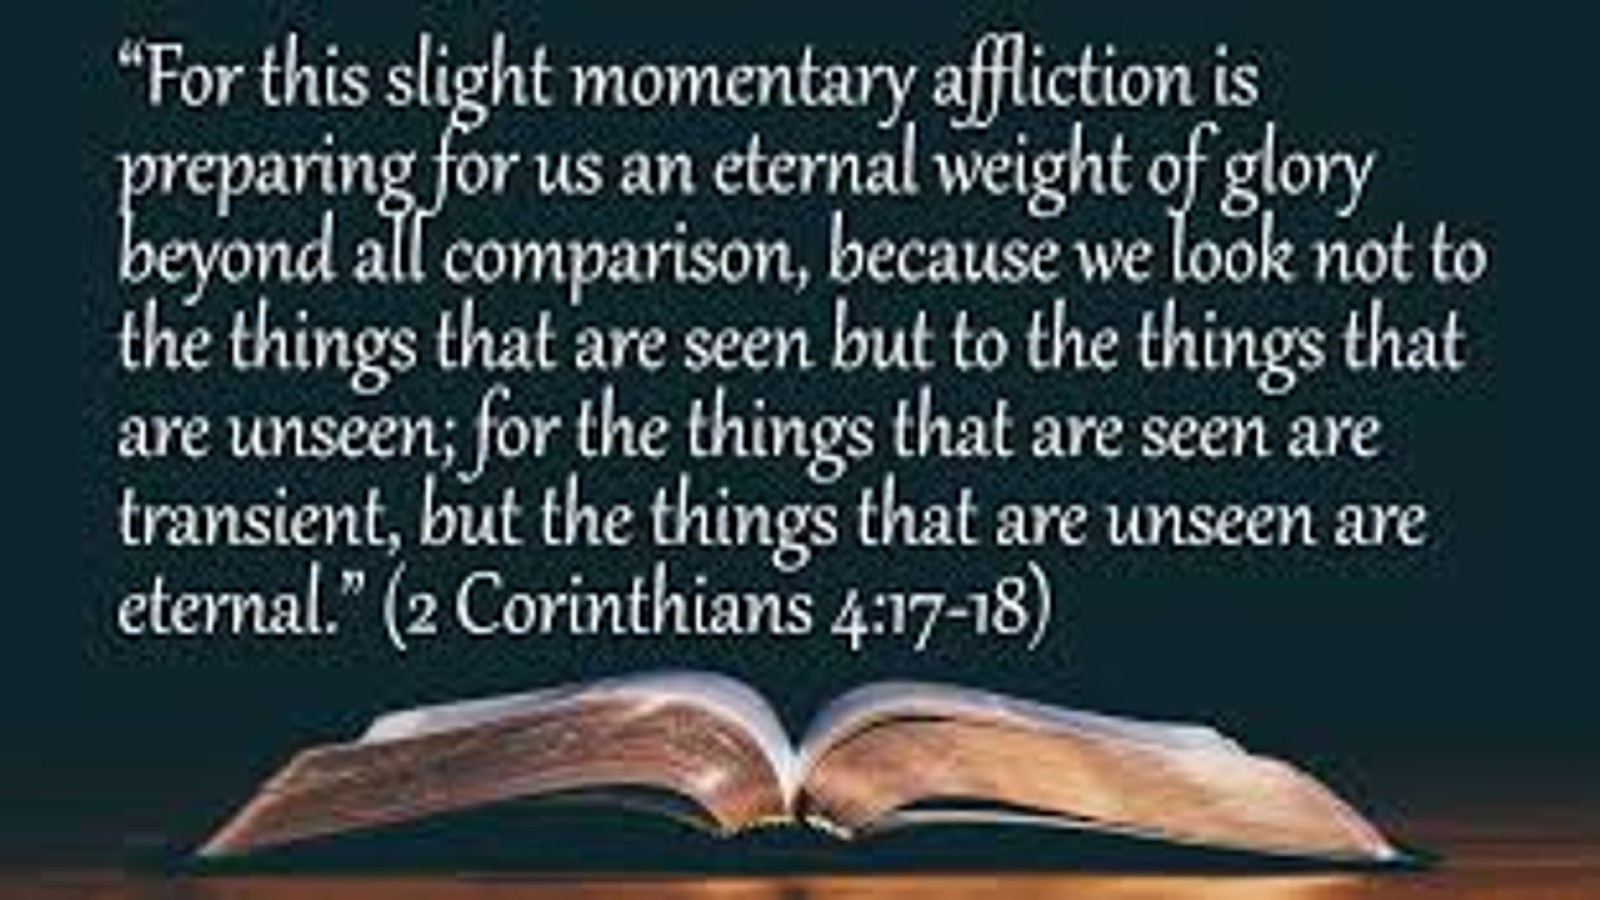 “For this slight momentary affliction is
preparing for us an eternal weight of glory
beyond all comparison, because we look not to
the things that are seen but to the things that
are unseen; for the things that are seen are
transient, but the things that are unseen are
eternal.” (2 Corinthians 4:17-18)